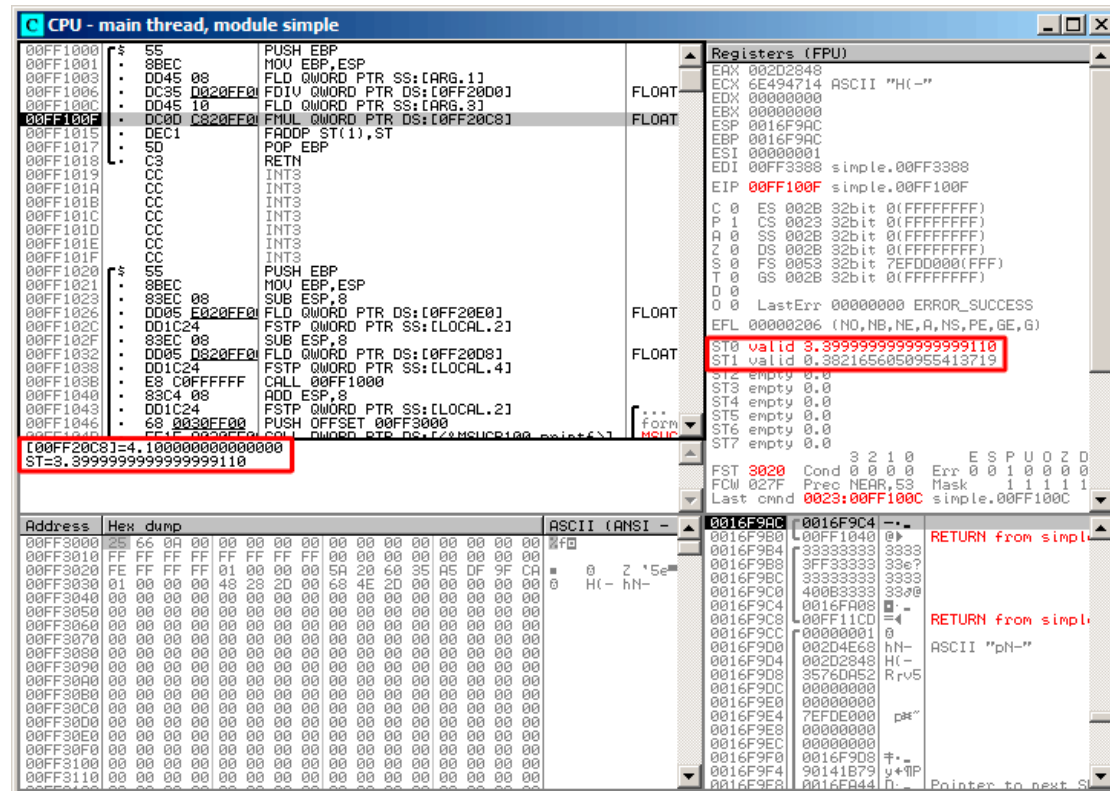 C CPU - main thread, module simple
00FF1000 $ 55 PUSH EBP
00FF1001 . 8BEC MOV EBP,ESP
00FF1003 . DD45 08 FLD QWORD PTR SS:[ARG.1]
00FF1006 . DC35 D020FF0 FDIV QWORD PTR DS:[0FF20D0] FLOAT
00FF100C . DD45 10 FLD QWORD PTR SS:[ARG.3]
00FF100F . DC0D C820FF0 FMUL QWORD PTR DS:[0FF20C8] FLOAT
00FF1015 . DEC1 FADDP ST(1),ST
00FF1017 . 5D POP EBP
00FF1018 . C3 RETN
00FF1019 CC INT3
00FF101A CC INT3
00FF101B CC INT3
00FF101C CC INT3
00FF101D CC INT3
00FF101E CC INT3
00FF101F CC INT3
00FF1020 $ 55 PUSH EBP
00FF1021 . 8BEC MOV EBP,ESP
00FF1023 . 83EC 08 SUB ESP,8
00FF1026 . DD05 E020FF0 FLD QWORD PTR DS:[0FF20E0] FLOAT
00FF102C . DD1C24 FSTP QWORD PTR SS:[LOCAL.2]
00FF102F . 83EC 08 SUB ESP,8
00FF1032 . DD05 D820FF0 FLD QWORD PTR DS:[0FF20D8] FLOAT
00FF1038 . DD1C24 FSTP QWORD PTR SS:[LOCAL.4]
00FF103B . E8 C0FFFFFF CALL 00FF1000
00FF1040 . 83C4 08 ADD ESP,8
00FF1043 . DD1C24 FSTP QWORD PTR SS:[LOCAL.2]
00FF1046 . 68 0030FF00 PUSH OFFSET 00FF3000 form
[00FF20C8]=4.100000000000000
ST=3.3999999999999999110
Registers (FPU)
EAX 002D2848
ECX 6E494714 ASCII "H(-"
EDX 00000000
EBX 00000000
ESP 0016F9AC
EBP 0016F9AC
ESI 00000001
EDI 00FF3388 simple.00FF3388
EIP 00FF100F simple.00FF100F
C 0 ES 002B 32bit 0(FFFFFFFF)
P 1 CS 0023 32bit 0(FFFFFFFF)
A 0 SS 002B 32bit 0(FFFFFFFF)
Z 0 DS 002B 32bit 0(FFFFFFFF)
S 0 FS 0053 32bit 7EFDD000(FFF)
T 0 GS 002B 32bit 0(FFFFFFFF)
D 0
O 0 LastErr 00000000 ERROR_SUCCESS
EFL 00000206 (NO,NB,NE,A,NS,PE,GE,G)
ST0 valid 3.3999999999999999110
ST1 valid 0.3821656050955413719
ST2 empty 0.0
ST3 empty 0.0
ST4 empty 0.0
ST5 empty 0.0
ST6 empty 0.0
ST7 empty 0.0
3 2 1 0 E S P U O Z D
FST 3020 Cond 0 0 0 0 Err 0 0 1 0 0 0 0
FCW 027F Prec NEAR,53 Mask 1 1 1 1 1
Last cmnd 0023:00FF100C simple.00FF100C
Address Hex dump ASCII (ANSI -
00FF3000 25 66 0A 00 00 00 00 00 00 00 00 00 00 00 00 00 %f
00FF3010 FF FF FF FF FF FF FF FF 00 00 00 00 00 00 00 00
00FF3020 FE FF FF FF 01 00 00 00 5A 20 60 35 A5 DF 9F CA
00FF3030 01 00 00 00 48 28 2D 00 68 4E 2D 00 00 00 00 00 H(- hN-
00FF3040 00 00 00 00 00 00 00 00 00 00 00 00 00 00 00 00
00FF3050 00 00 00 00 00 00 00 00 00 00 00 00 00 00 00 00
00FF3060 00 00 00 00 00 00 00 00 00 00 00 00 00 00 00 00
00FF3070 00 00 00 00 00 00 00 00 00 00 00 00 00 00 00 00
00FF3080 00 00 00 00 00 00 00 00 00 00 00 00 00 00 00 00
00FF3090 00 00 00 00 00 00 00 00 00 00 00 00 00 00 00 00
00FF30A0 00 00 00 00 00 00 00 00 00 00 00 00 00 00 00 00
00FF30B0 00 00 00 00 00 00 00 00 00 00 00 00 00 00 00 00
00FF30C0 00 00 00 00 00 00 00 00 00 00 00 00 00 00 00 00
00FF30D0 00 00 00 00 00 00 00 00 00 00 00 00 00 00 00 00
00FF30E0 00 00 00 00 00 00 00 00 00 00 00 00 00 00 00 00
00FF30F0 00 00 00 00 00 00 00 00 00 00 00 00 00 00 00 00
00FF3100 00 00 00 00 00 00 00 00 00 00 00 00 00 00 00 00
00FF3110 00 00 00 00 00 00 00 00 00 00 00 00 00 00 00 00
0016F9AC 0016F9C4
0016F9B0 00FF1040 RETURN from simple
0016F9B4 33333333 3333
0016F9B8 3FF33333 33e?
0016F9BC 33333333 3333
0016F9C0 400B3333
0016F9C4 0016FA08
0016F9C8 00FF11CD RETURN from simple
0016F9CC 00000001
0016F9D0 002D4E68 hN- ASCII "pN-"
0016F9D4 002D2848 H(-
0016F9D8 3576DA52
0016F9DC 00000000
0016F9E0 00000000
0016F9E4 7EFDE000
0016F9E8 00000000
0016F9EC 00000000
0016F9F0 0016F9D8
0016F9F4 90141B79
0016F9F8 0016FA44 Pointer to next